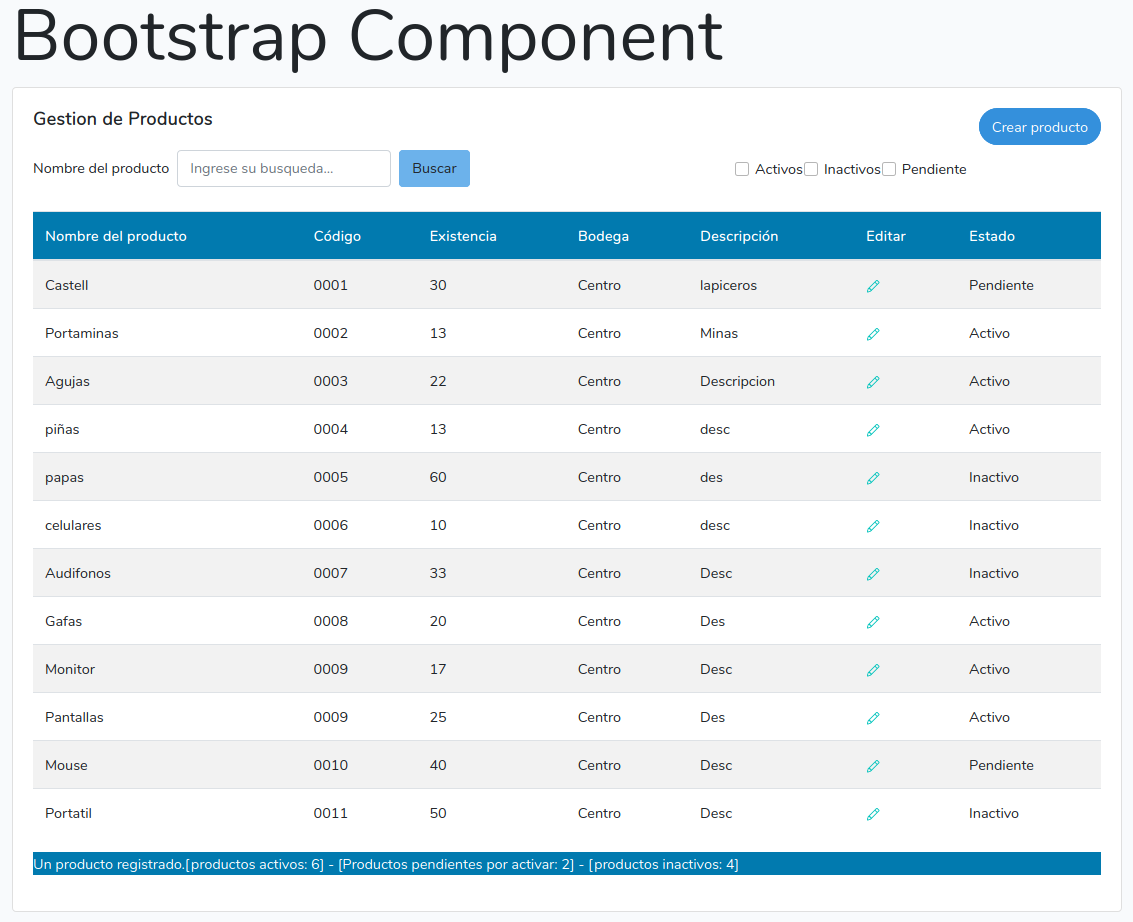 Bootstrap Component
Gestion de Productos
Crear producto
Nombre del producto Ingrese su busqueda... Buscar Activos Inactivos Pendiente
Nombre del producto Código Existencia Bodega Descripción Editar Estado
Castell 0001 30 Centro lapiceros Pendiente
Portaminas 0002 13 Centro Minas Activo
Agujas 0003 22 Centro Descripcion Activo
piñas 0004 13 Centro desc Activo
papas 0005 60 Centro des Inactivo
celulares 0006 10 Centro desc Inactivo
Audifonos 0007 33 Centro Desc Inactivo
Gafas 0008 20 Centro Des Activo
Monitor 0009 17 Centro Desc Activo
Pantallas 0009 25 Centro Des Activo
Mouse 0010 40 Centro Desc Pendiente
Portatil 0011 50 Centro Desc Inactivo
Un producto registrado.[productos activos: 6] - [Productos pendientes por activar: 2] - [productos inactivos: 4]